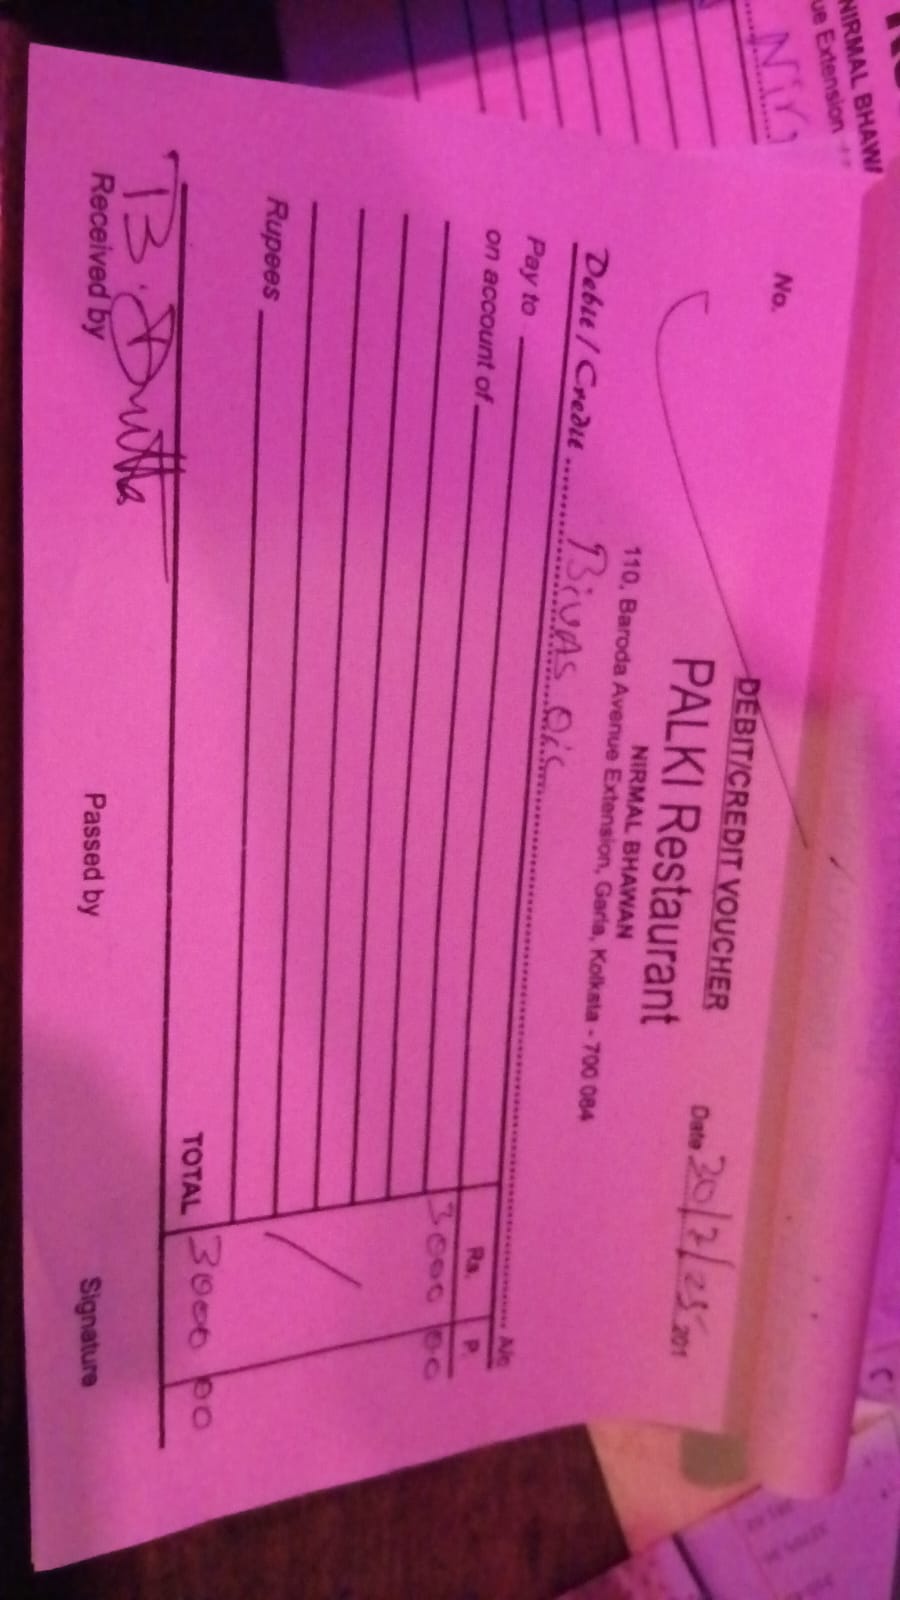 DEBIT/CREDIT VOUCHER
No.
PALKI Restaurant
NIRMAL BHAWAN
110, Baroda Avenue Extension, Garia, Kolkata - 700 084
Date 30/7/25 201
Debit / Credit Bivas A/c
Pay to
on account of
Rs. P.
3000 00
Rupees
TOTAL 3000 00
B. Dutta
Received by Passed by Signature
NIRMAL BHAW
ue Extension